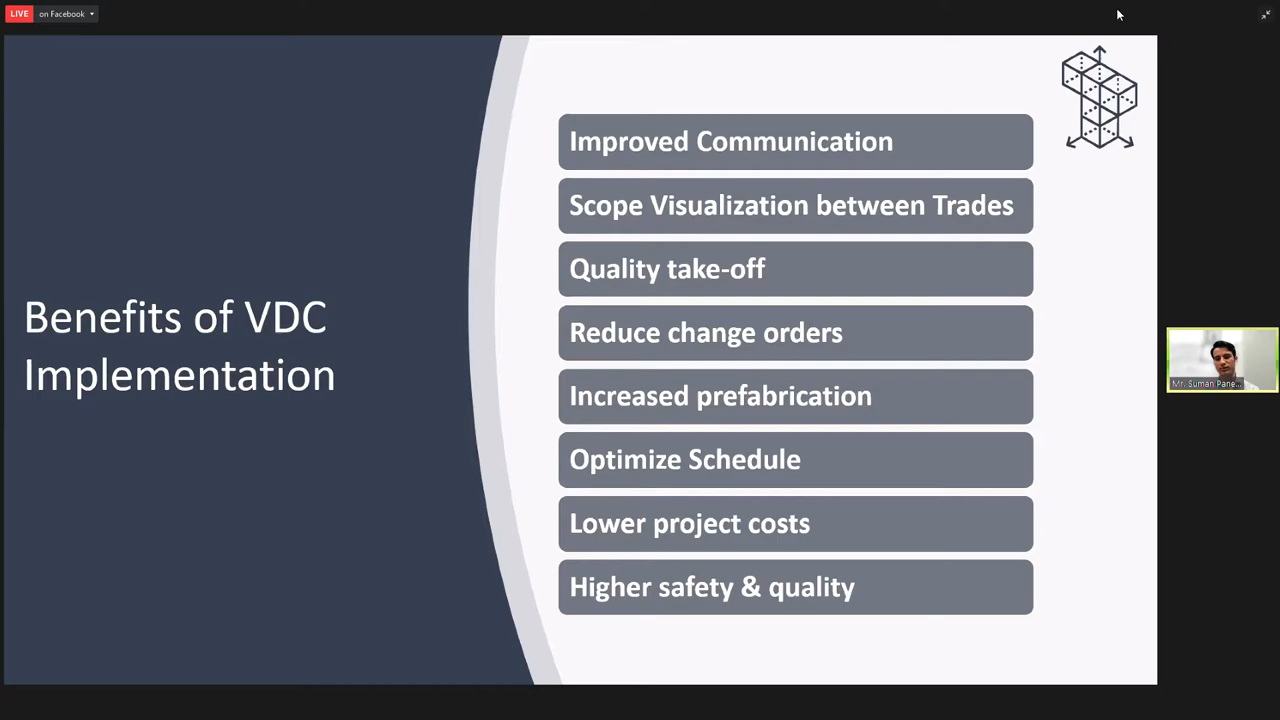 LIVE on Facebook
Benefits of VDC
Implementation
Improved Communication
Scope Visualization between Trades
Quality take-off
Reduce change orders
Increased prefabrication
Optimize Schedule
Lower project costs
Higher safety & quality
Mr. Suman Pane...